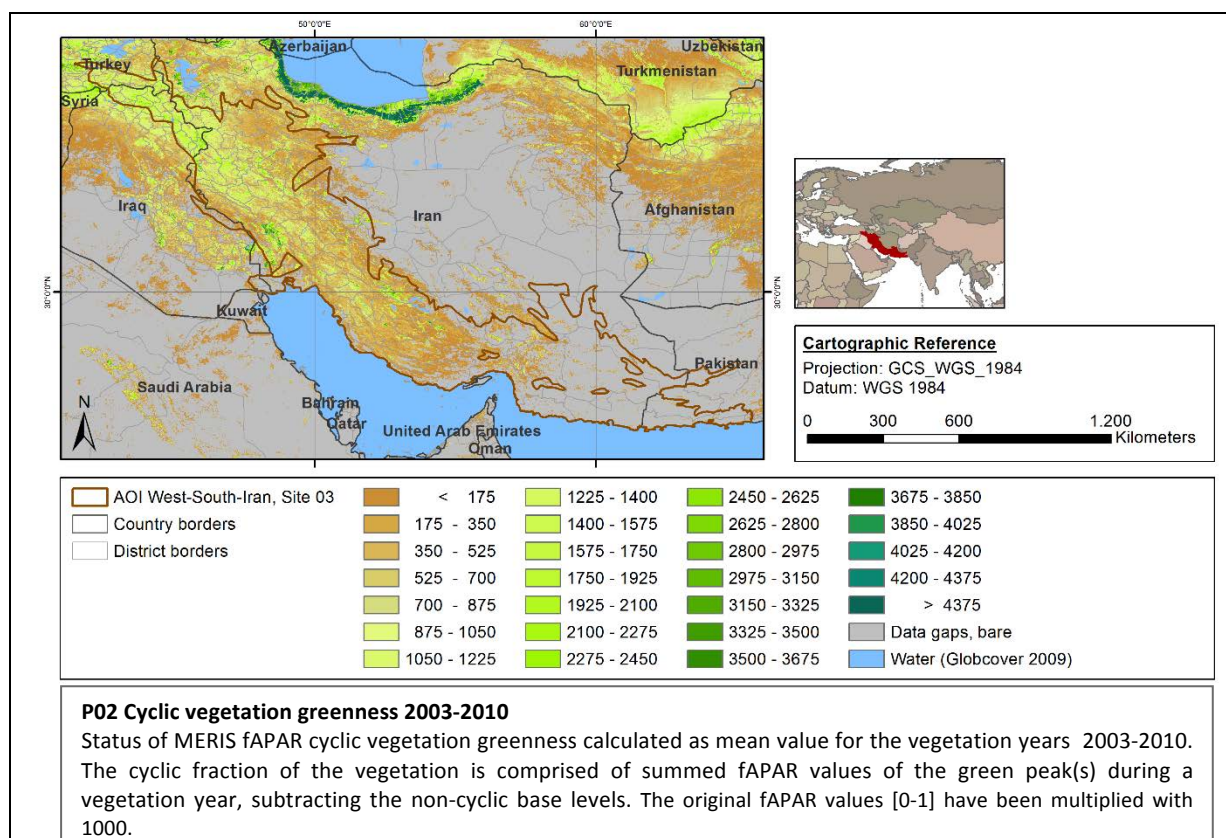 50°0'0"E 60°0'0"E
Azerbaijan Uzbekistan
Turkey Turkmenistan
Syria
Iraq Iran Afghanistan
30°0'0"N 30°0'0"N
Kuwait
Pakistan
Saudi Arabia
Bahrain
Qatar
United Arab Emirates
Oman
N
Cartographic Reference
Projection: GCS_WGS_1984
Datum: WGS 1984
0 300 600 1.200
Kilometers
AOI West-South-Iran, Site 03
Country borders
District borders
< 175
175 - 350
350 - 525
525 - 700
700 - 875
875 - 1050
1050 - 1225
1225 - 1400
1400 - 1575
1575 - 1750
1750 - 1925
1925 - 2100
2100 - 2275
2275 - 2450
2450 - 2625
2625 - 2800
2800 - 2975
2975 - 3150
3150 - 3325
3325 - 3500
3500 - 3675
3675 - 3850
3850 - 4025
4025 - 4200
4200 - 4375
> 4375
Data gaps, bare
Water (Globcover 2009)
P02 Cyclic vegetation greenness 2003-2010
Status of MERIS fAPAR cyclic vegetation greenness calculated as mean value for the vegetation years 2003-2010.
The cyclic fraction of the vegetation is comprised of summed fAPAR values of the green peak(s) during a
vegetation year, subtracting the non-cyclic base levels. The original fAPAR values [0-1] have been multiplied with
1000.